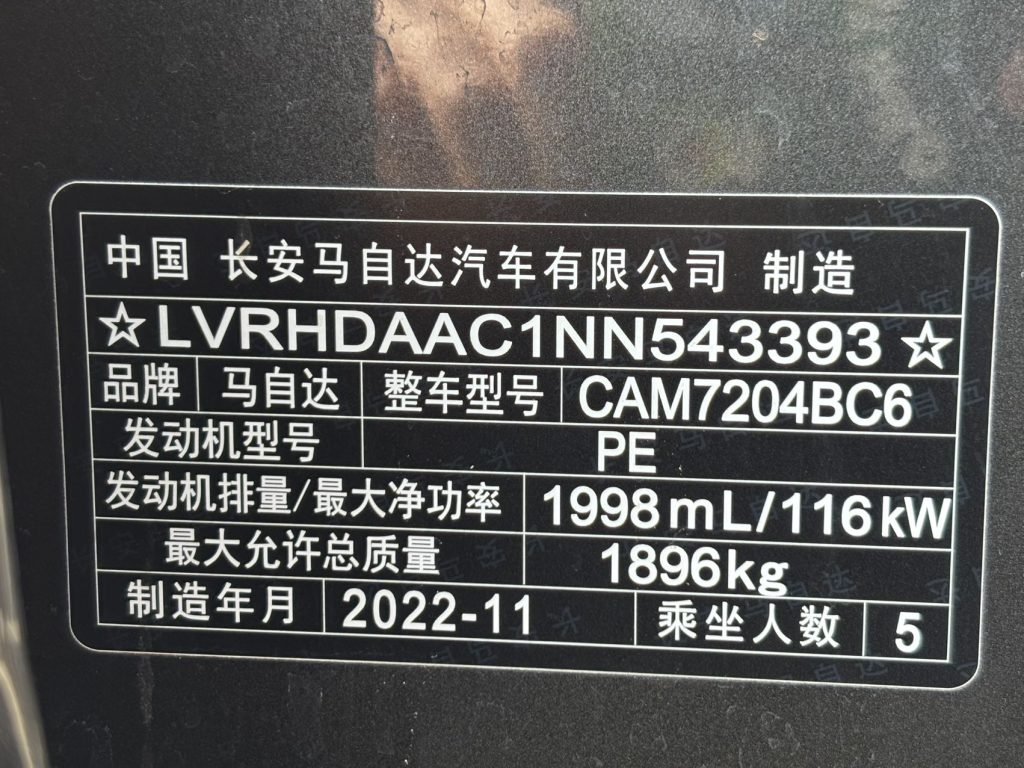 中国 长安马自达汽车有限公司 制造
☆LVRHDAAC1NN543393☆
品牌 马自达 整车型号 CAM7204BC6
发动机型号 PE
发动机排量/最大净功率 1998mL/116kW
最大允许总质量 1896kg
制造年月 2022-11 乘坐人数 5